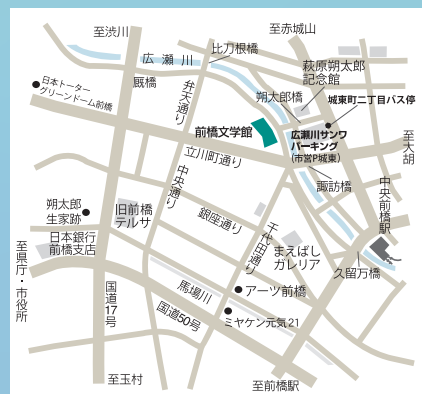 至渋川
至赤城山
広瀬川
比刀根橋
萩原朔太郎
記念館
日本トーター
グリーンドーム前橋
厩橋
弁天通り
朔太郎橋
城東町二丁目バス停
前橋文学館
広瀬川サンワ
パーキング
(市営P城東)
至大胡
立川町通り
諏訪橋
中央前橋駅
中央通り
朔太郎
生家跡
旧前橋
テルサ
銀座通り
千代田通り
日本銀行
前橋支店
まえばし
ガレリア
久留万橋
至県庁・市役所
国道17号
馬場川
アーツ前橋
国道50号
ミヤケン元気21
至玉村
至前橋駅